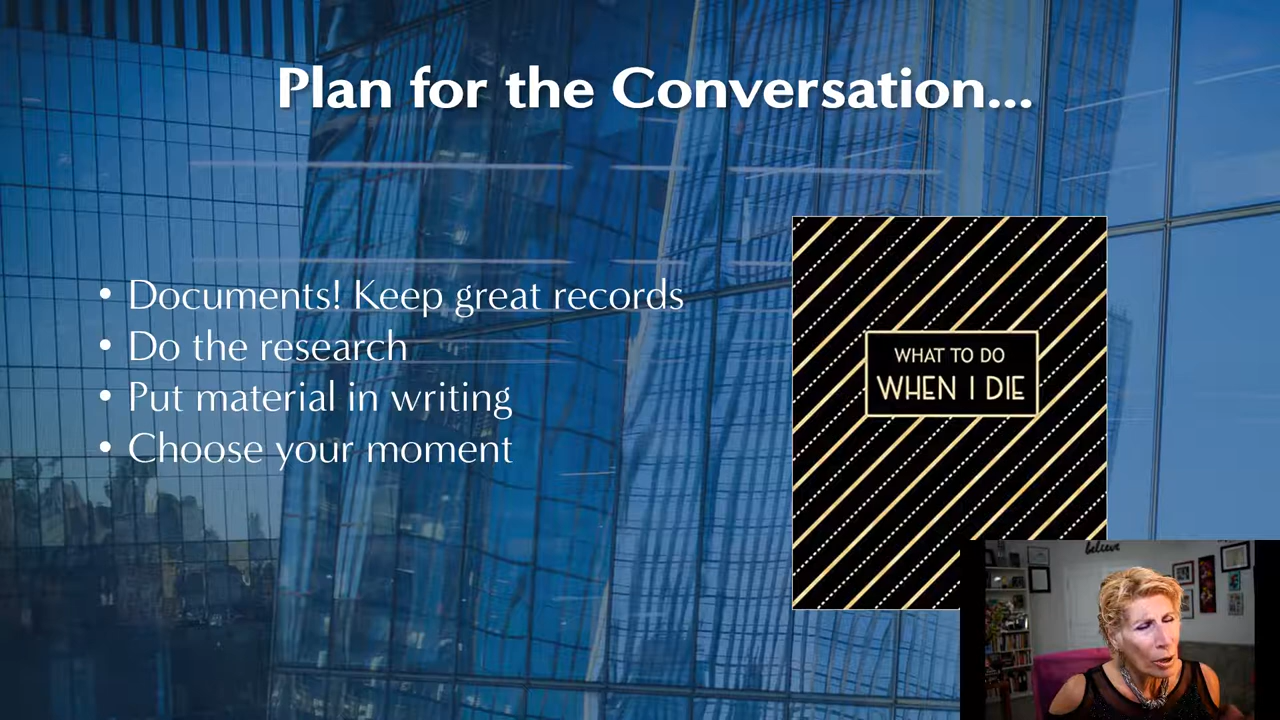 Plan for the Conversation...
• Documents! Keep great records
• Do the research
• Put material in writing
• Choose your moment
WHAT TO DO
WHEN I DIE
believe